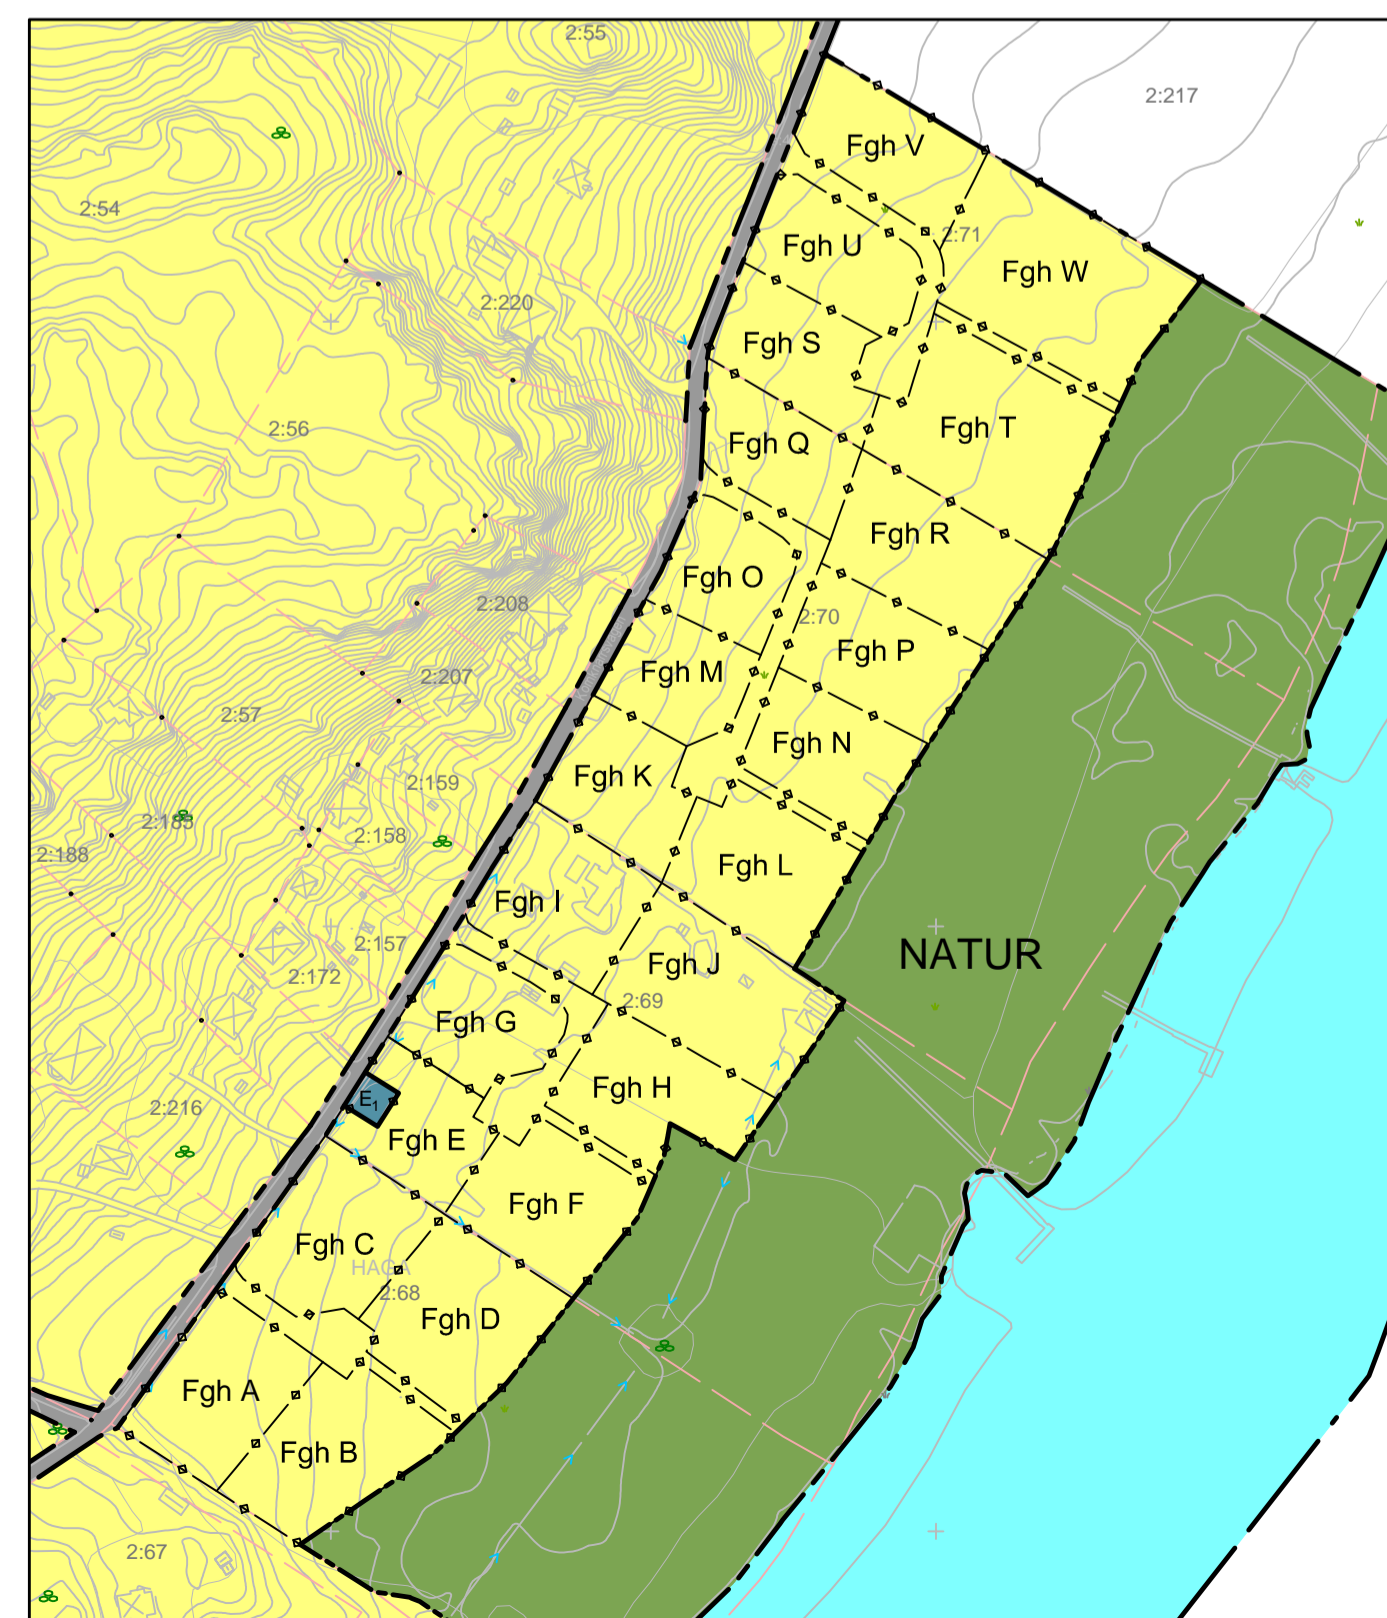 2:55
2:217
Fgh V
2:54
2:71
Fgh U
Fgh W
2:220
Fgh S
2:56
Fgh T
Fgh Q
Fgh R
Fgh O
2:208
2:70
Fgh P
Fgh M
2:207
2:57
Fgh N
Fgh K
2:159
2:185
2:158
2:188
Fgh L
Fgh I
2:157
NATUR
Fgh J
2:172
2:69
Fgh G
Fgh H
E1
2:216
Fgh E
Fgh F
Fgh C
HAGA
2:68
Fgh D
Fgh A
Fgh B
2:67